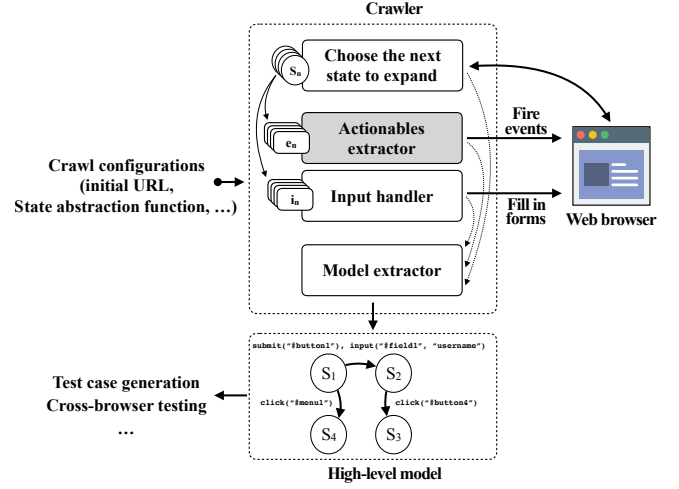 Crawler
Choose the next
state to expand
Sn
Actionables
extractor
en
Fire
events
Crawl configurations
(initial URL,
State abstraction function, …)
Input handler
in
Fill in
forms
Web browser
Model extractor
submit("#button1"), input("#field1", "username")
S1
S2
click("#menu1")
click("#button4")
S4
S3
Test case generation
Cross-browser testing
…
High-level model